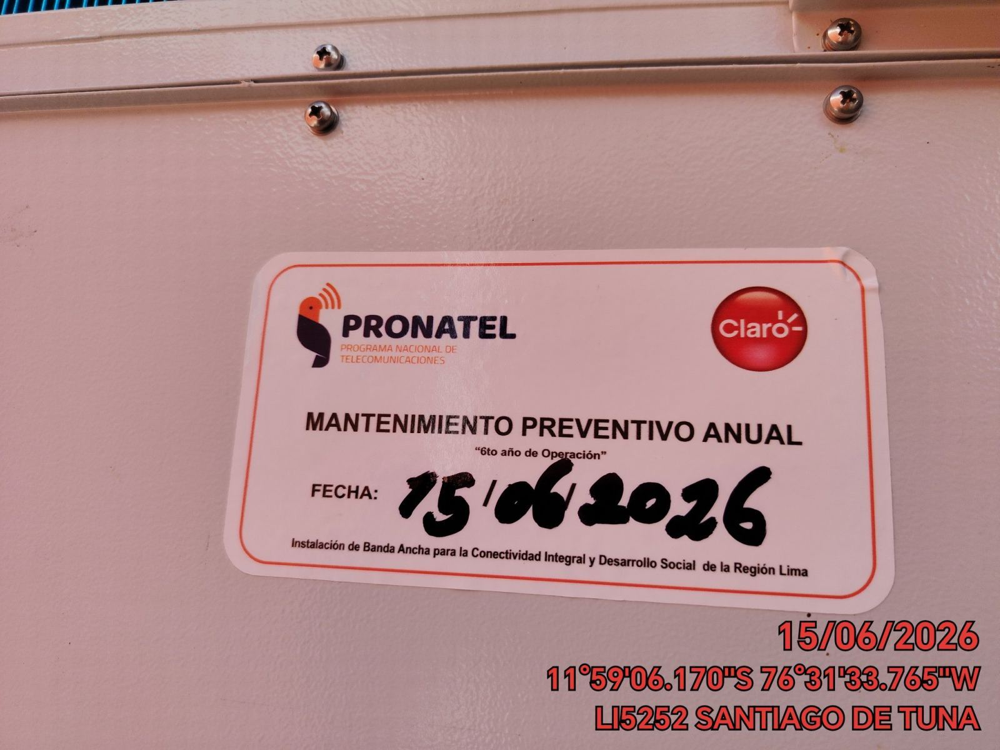 PRONATEL
PROGRAMA NACIONAL DE
TELECOMUNICACIONES
Claro
MANTENIMIENTO PREVENTIVO ANUAL
“6to año de Operación”
FECHA: 15/06/2026
Instalación de Banda Ancha para la Conectividad Integral y Desarrollo Social de la Región Lima
15/06/2026
11°59'06.170"S 76°31'33.765"W
LI5252 SANTIAGO DE TUNA